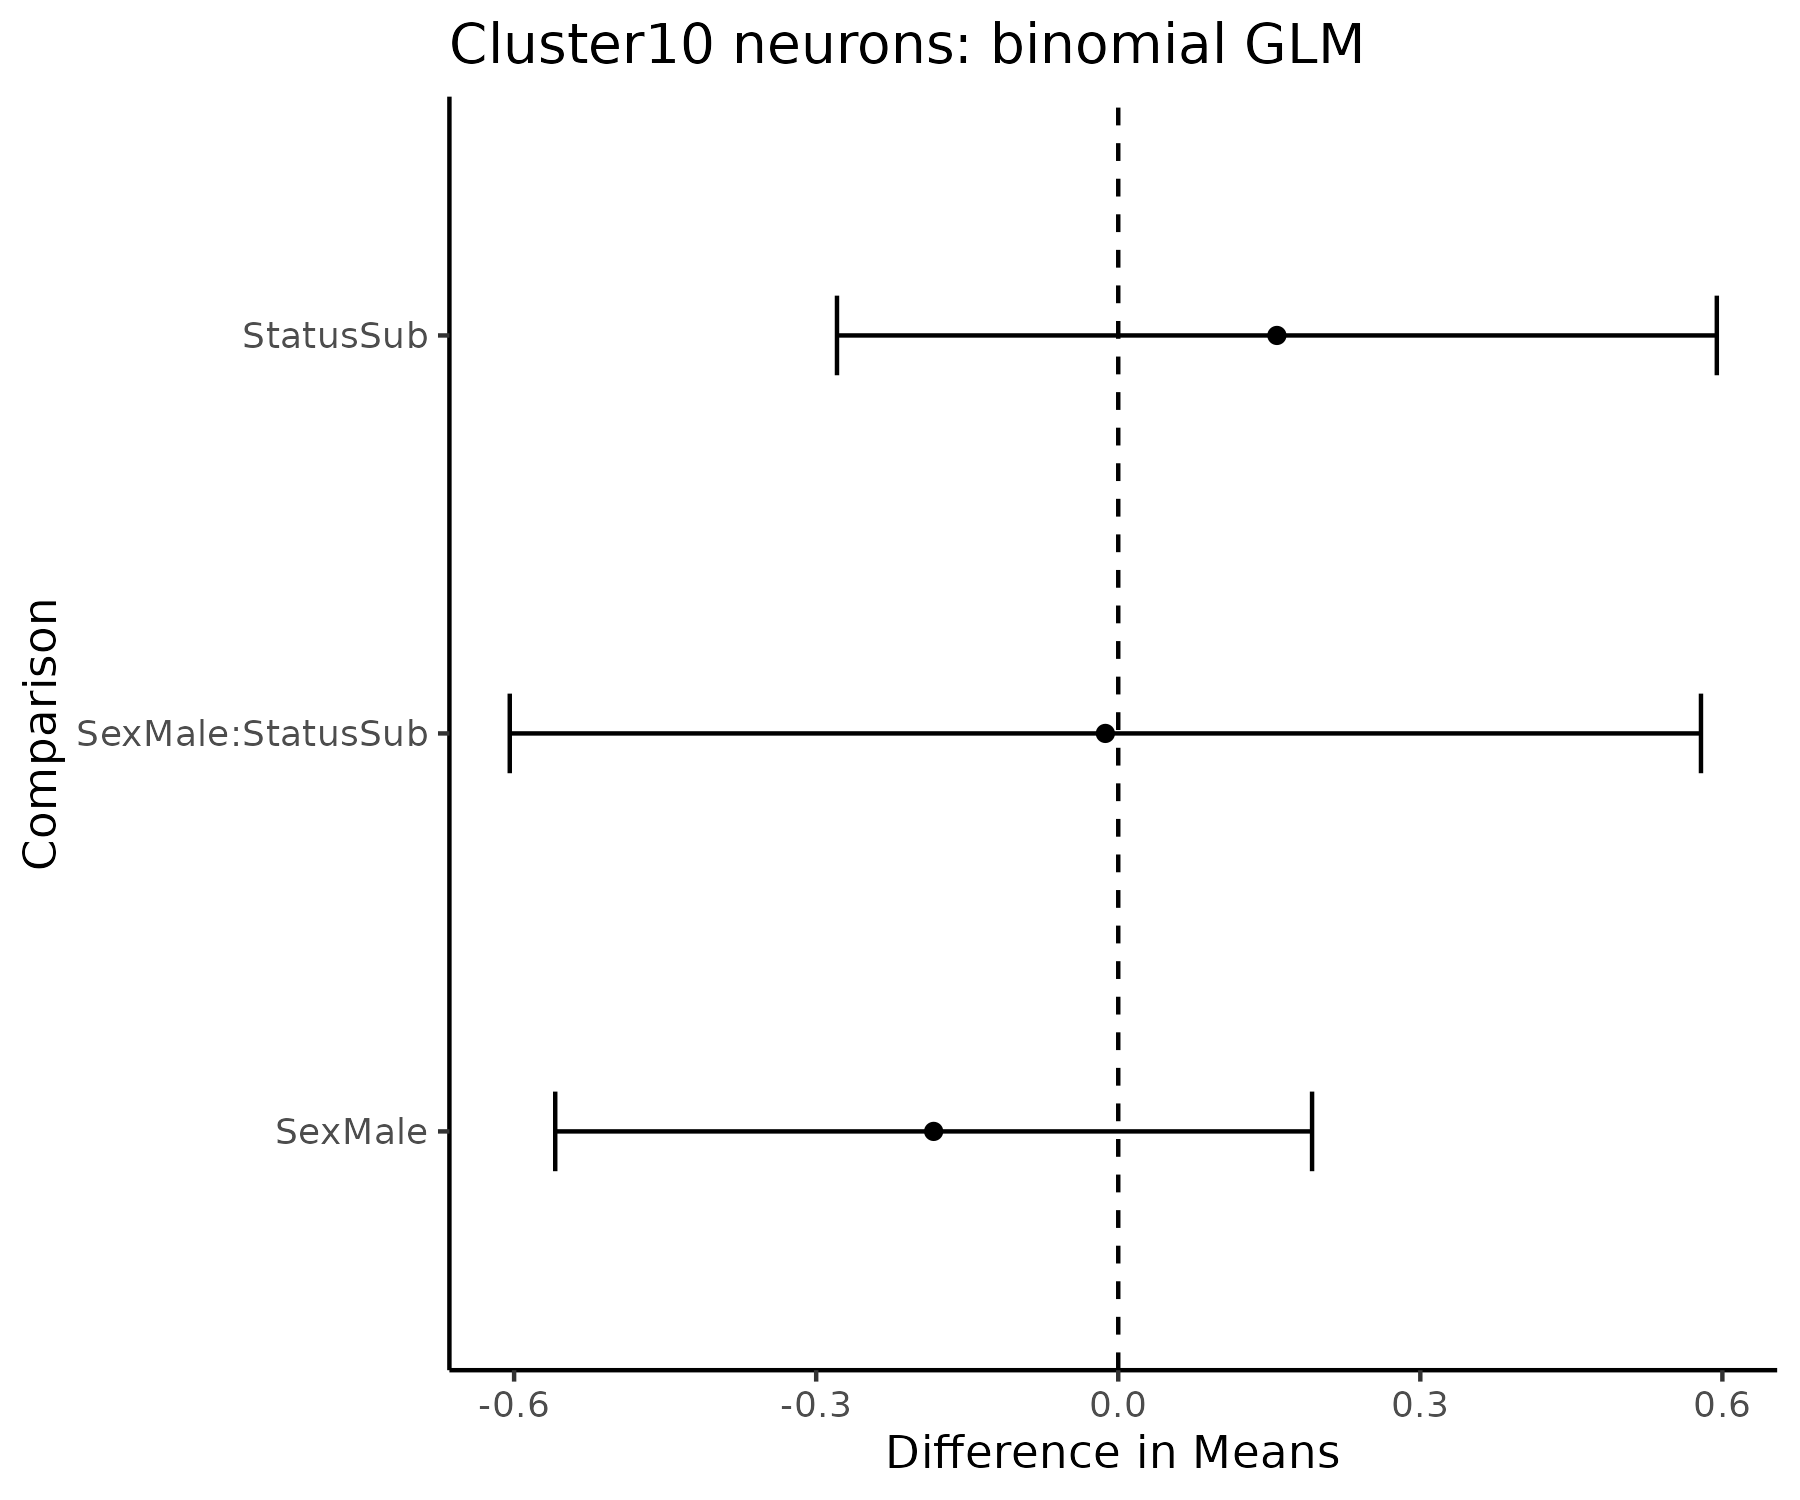 Cluster10 neurons: binomial GLM
Comparison
StatusSub
SexMale:StatusSub
SexMale
-0.6 -0.3 0.0 0.3 0.6
Difference in Means